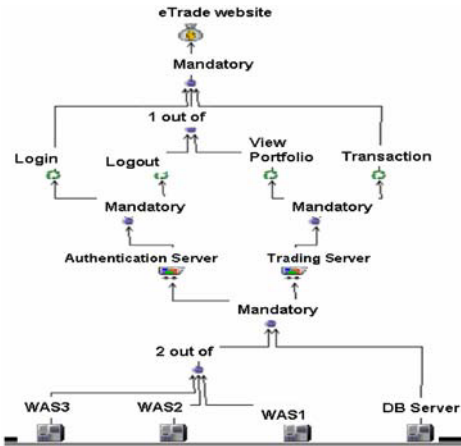 eTrade website
Mandatory
1 out of
Login
Logout
View
Portfolio
Transaction
Mandatory
Mandatory
Authentication Server
Trading Server
Mandatory
2 out of
WAS3
WAS2
WAS1
DB Server